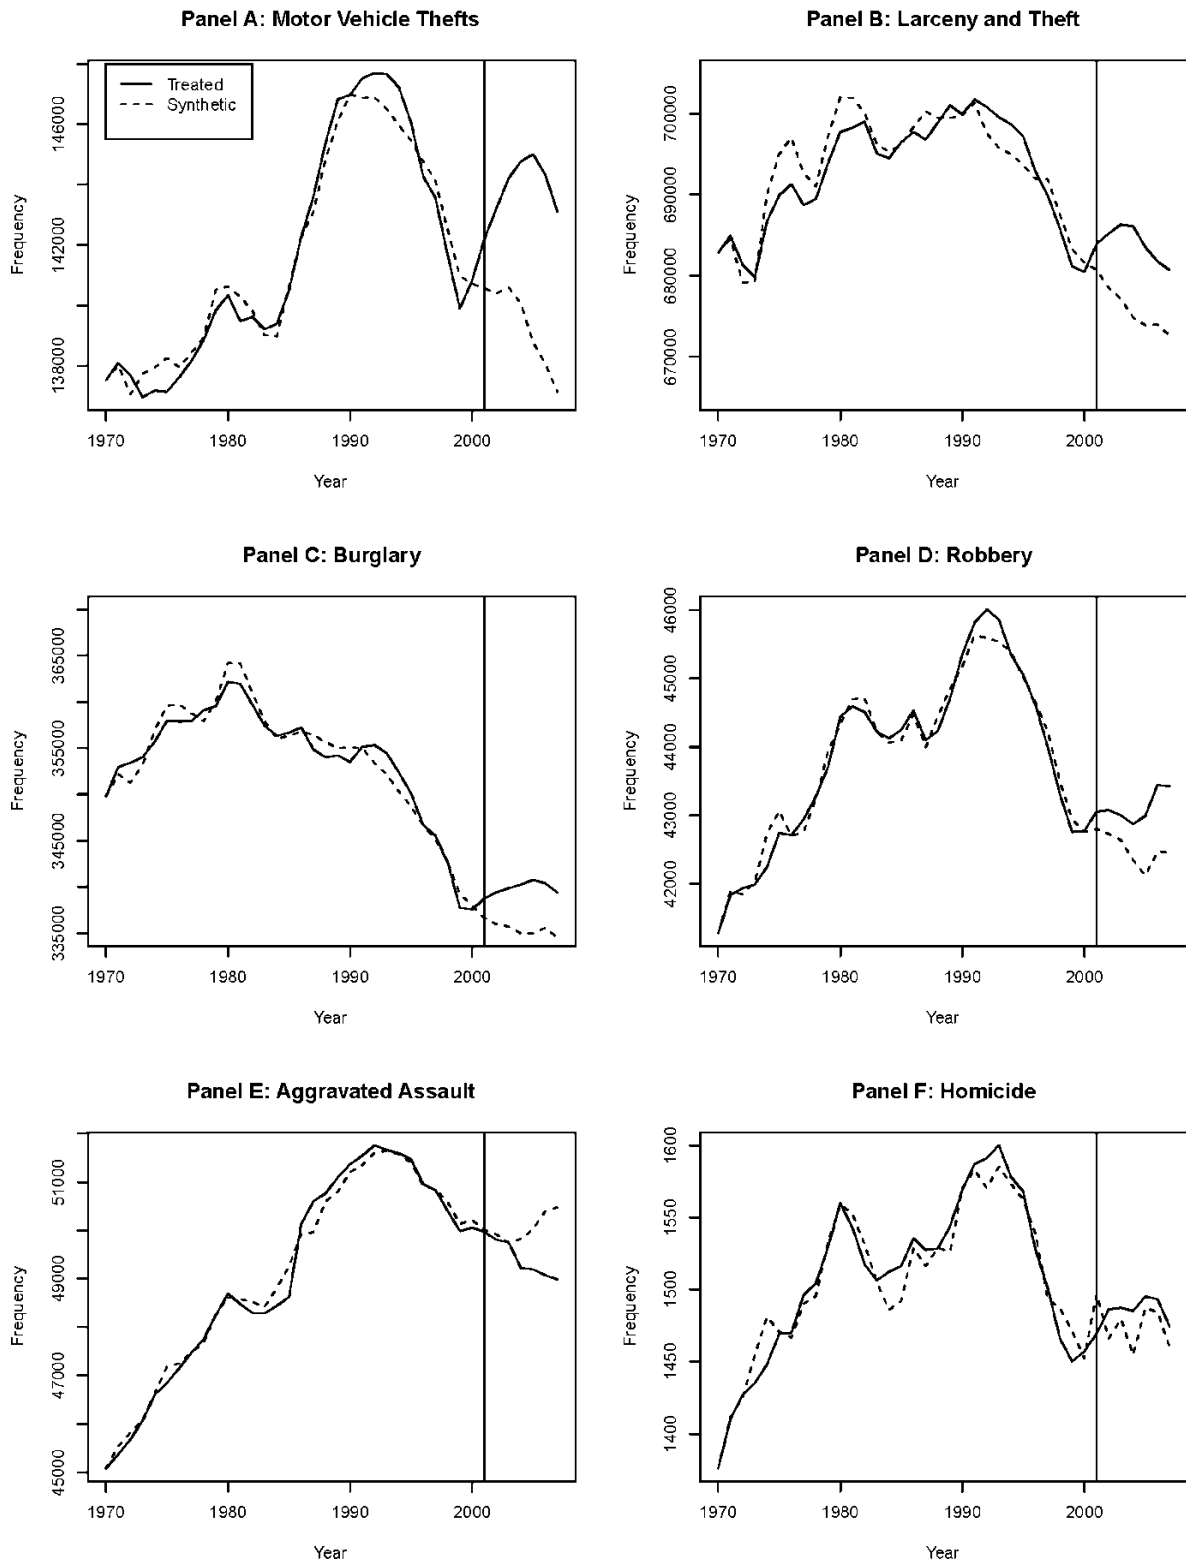 Panel A: Motor Vehicle Thefts
Treated
Synthetic
Frequency
138000
142000
146000
1970
1980
1990
2000
Year
Panel B: Larceny and Theft
Frequency
670000
680000
690000
700000
1970
1980
1990
2000
Year
Panel C: Burglary
Frequency
335000
345000
355000
365000
1970
1980
1990
2000
Year
Panel D: Robbery
Frequency
42000
43000
44000
45000
46000
1970
1980
1990
2000
Year
Panel E: Aggravated Assault
Frequency
45000
47000
49000
51000
1970
1980
1990
2000
Year
Panel F: Homicide
Frequency
1400
1450
1500
1550
1600
1970
1980
1990
2000
Year